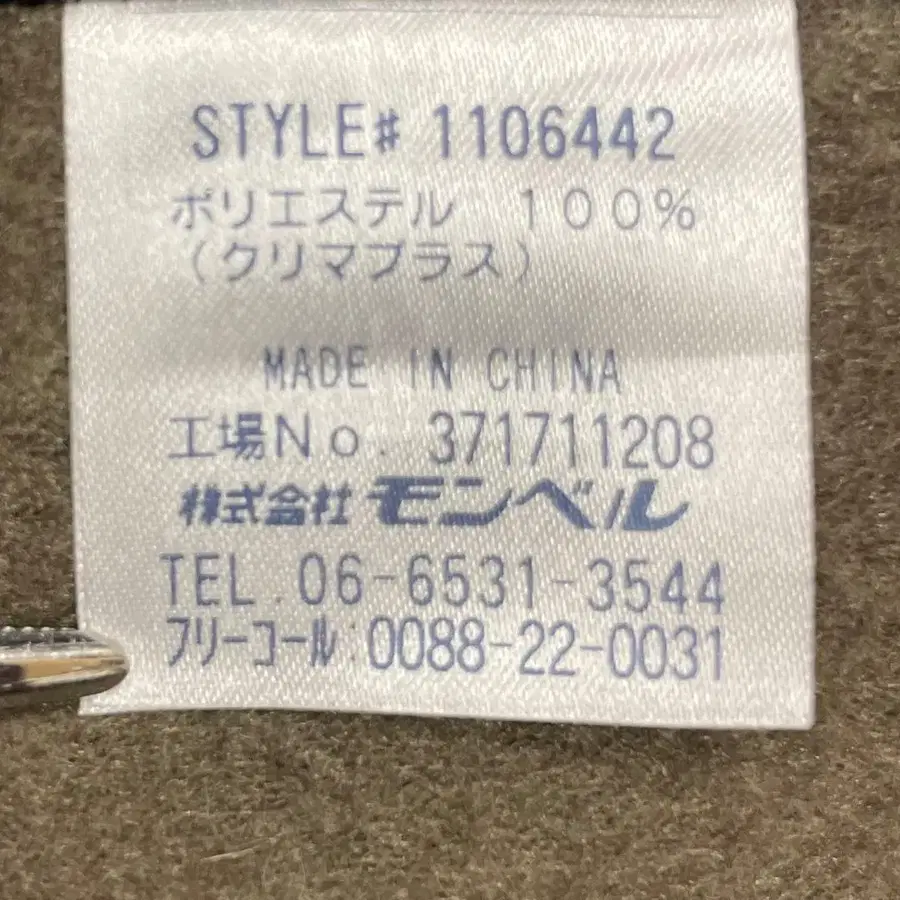 STYLE# 1106442
ポリエステル 100%
(クリマプラス)
MADE IN CHINA
工場No. 371711208
株式会社 モンベル
TEL.06-6531-3544
フリーコール:0088-22-0031